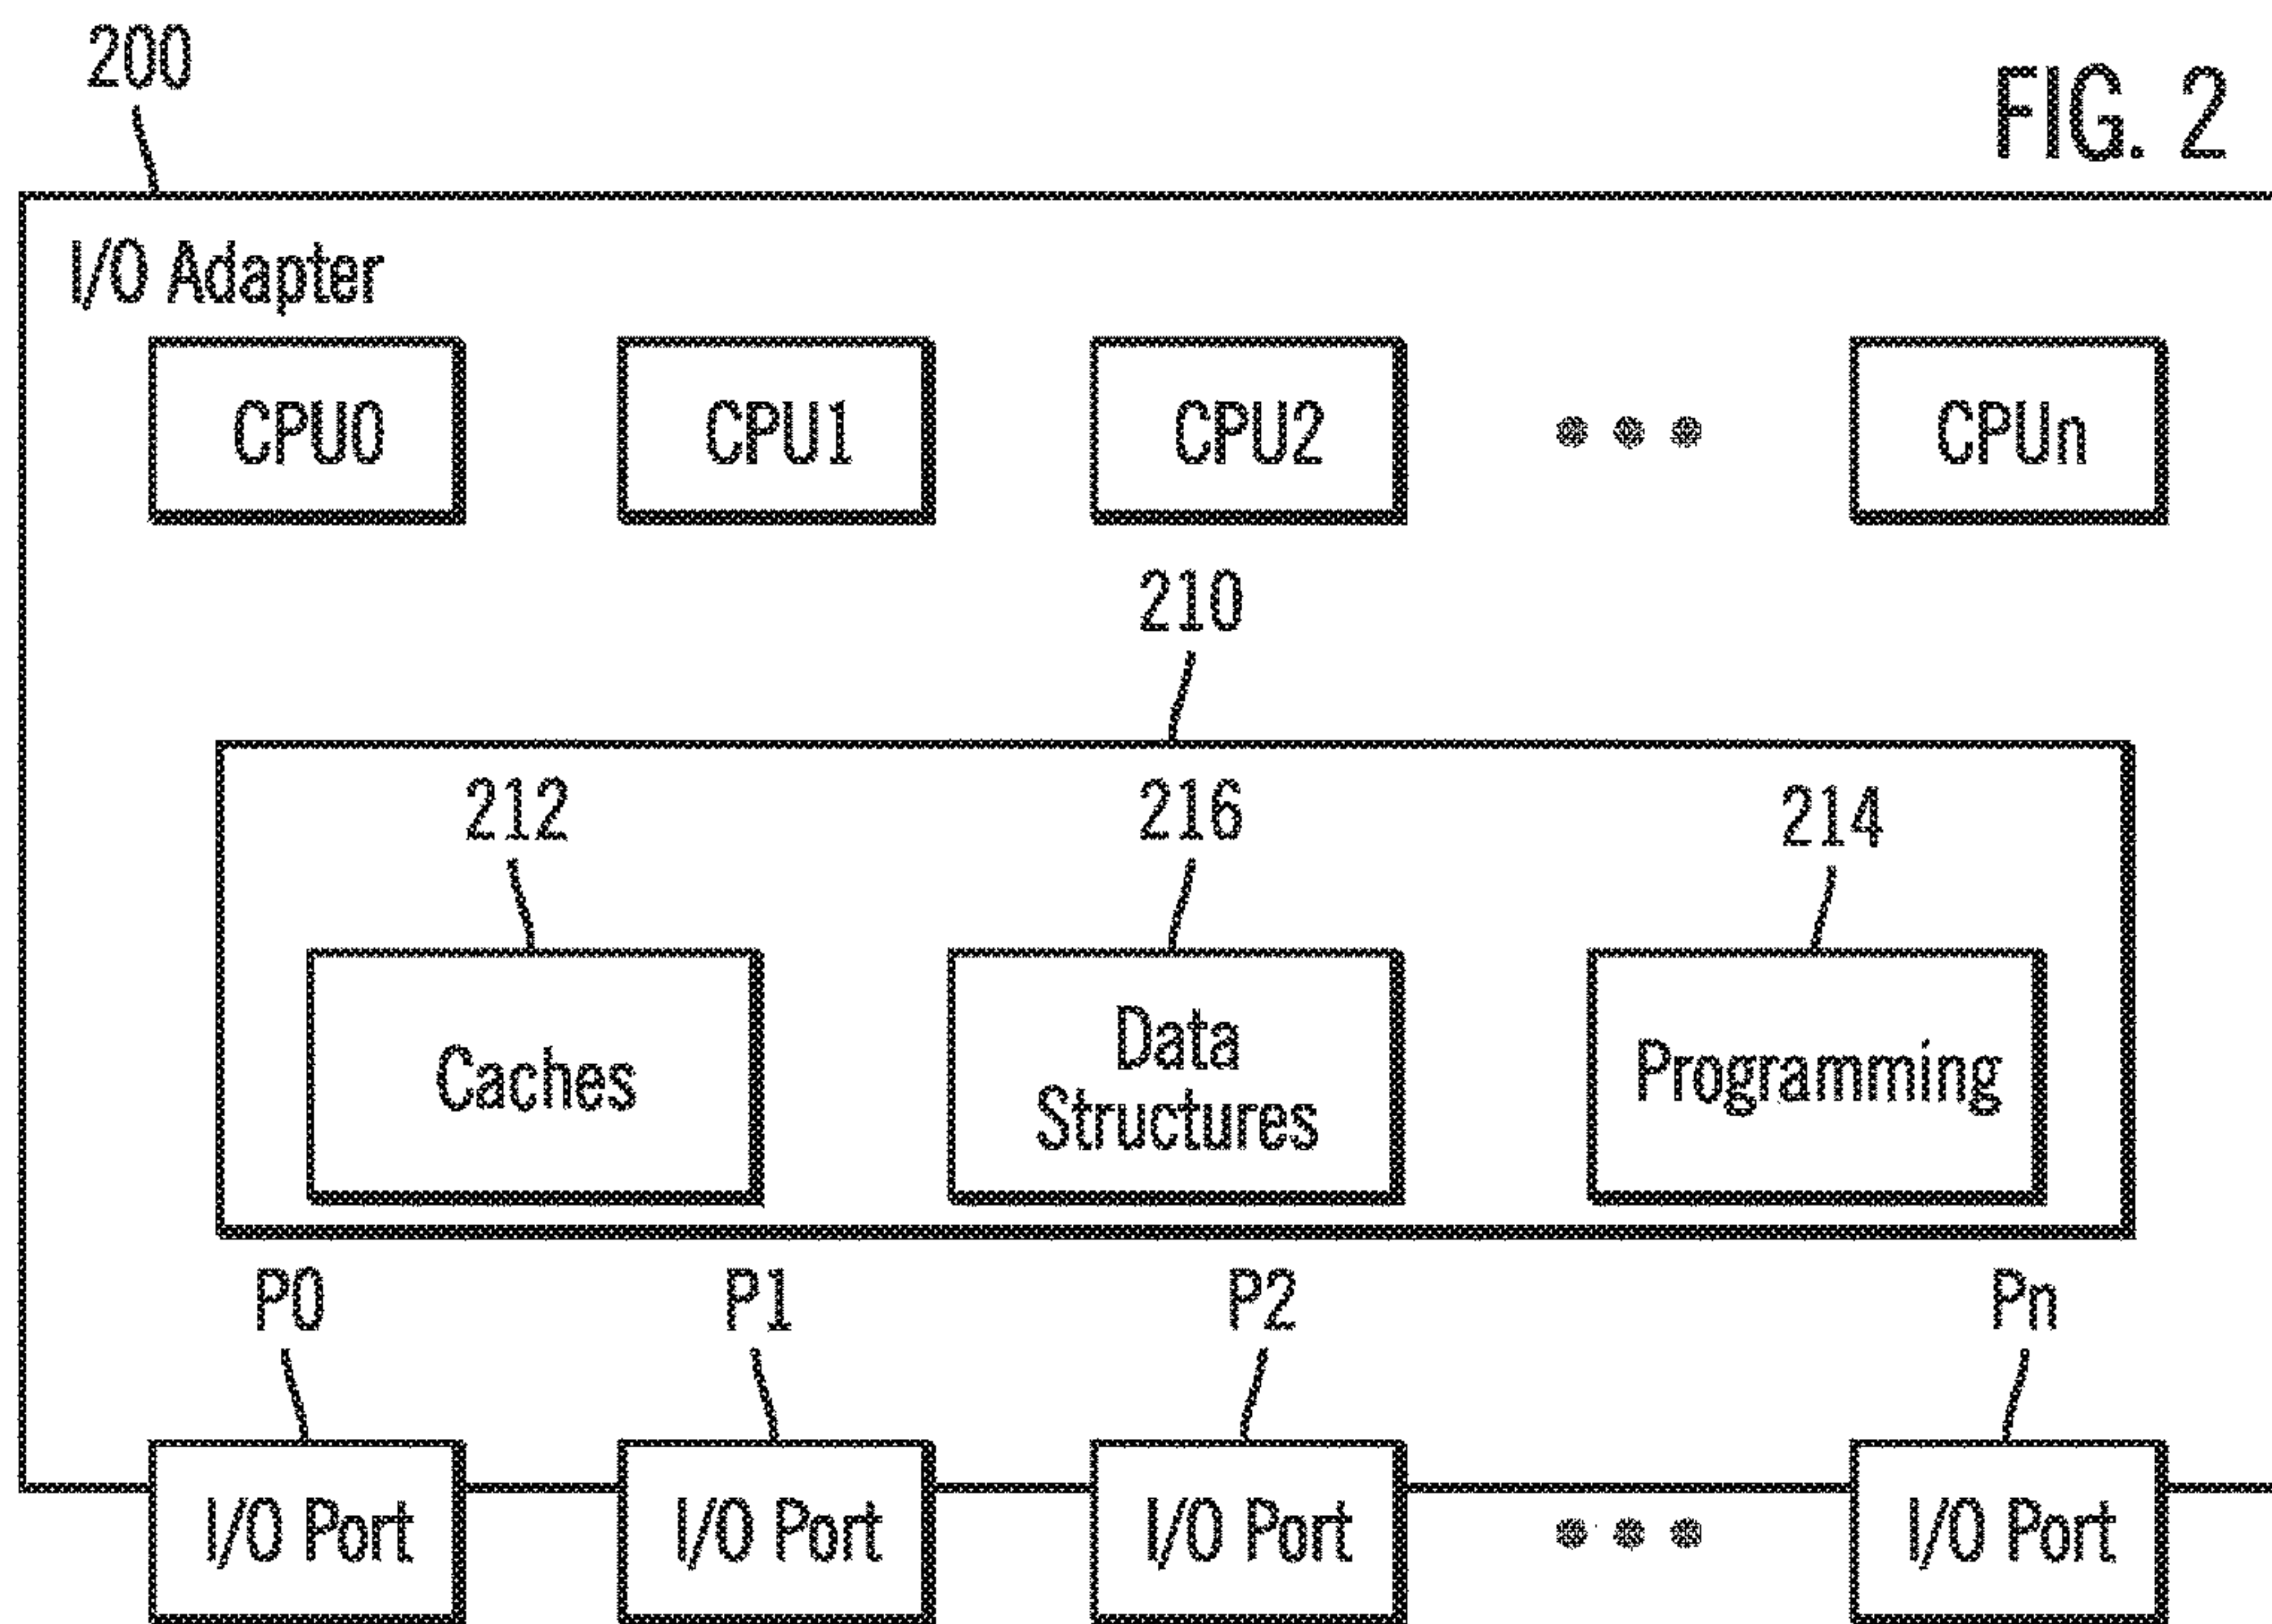 200
FIG. 2
I/O Adapter
CPU0 CPU1 CPU2 ••• CPUn
210
212 216 214
Caches
Data
Structures
Programming
P0 P1 P2 Pn
I/O Port I/O Port I/O Port ••• I/O Port